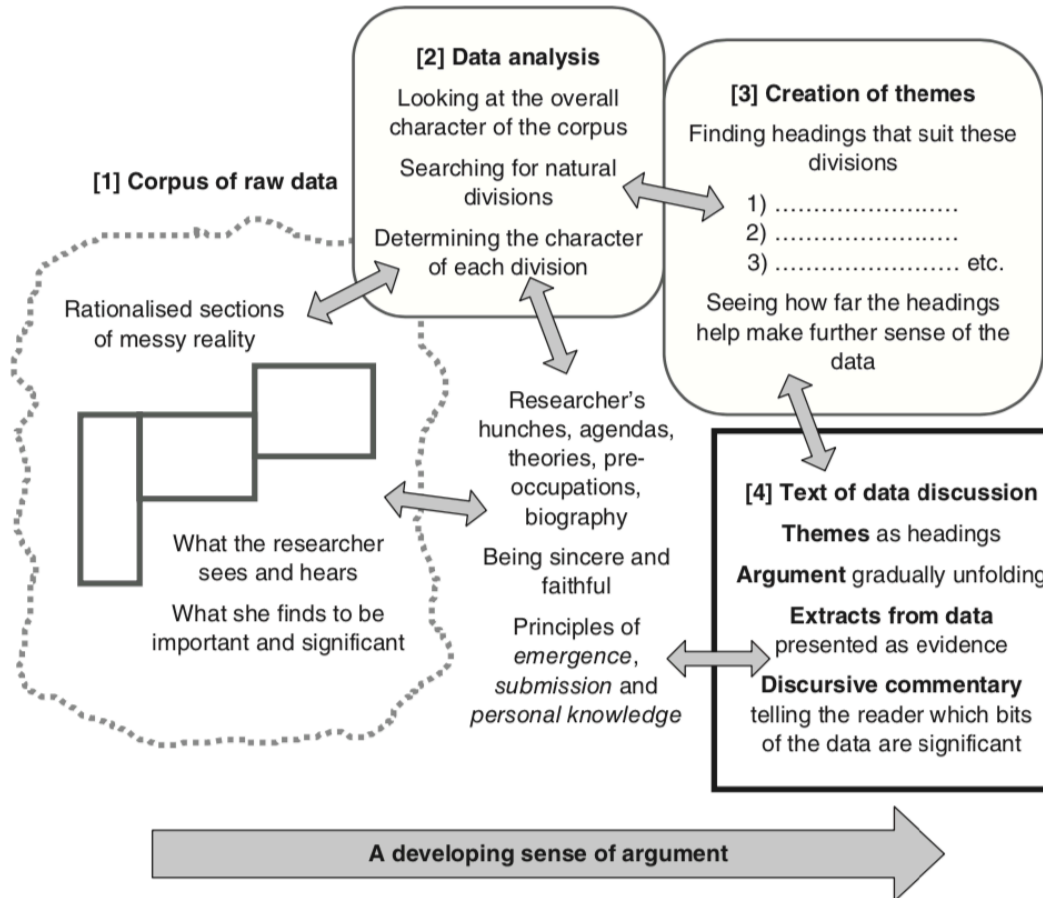 [1] Corpus of raw data
Rationalised sections
of messy reality
What the researcher
sees and hears
What she finds to be
important and significant
[2] Data analysis
Looking at the overall
character of the corpus
Searching for natural
divisions
Determining the character
of each division
[3] Creation of themes
Finding headings that suit these
divisions
1) ........................
2) ........................
3) ........................ etc.
Seeing how far the headings
help make further sense of the
data
Researcher's
hunches, agendas,
theories, pre-
occupations,
biography
Being sincere and
faithful
Principles of
emergence,
submission and
personal knowledge
[4] Text of data discussion
Themes as headings
Argument gradually unfolding
Extracts from data
presented as evidence
Discursive commentary
telling the reader which bits
of the data are significant
A developing sense of argument